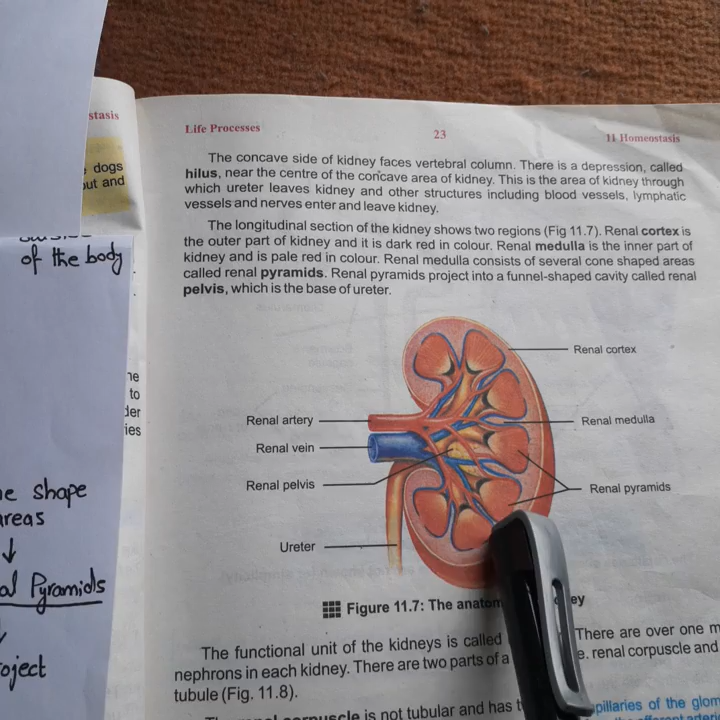 stasis
dogs
out and
of the body
to
ies
shape
areas
Pyramids
Life Processes
23
11 Homeostasis
The concave side of kidney faces vertebral column. There is a depression, called
hilus, near the centre of the concave area of kidney. This is the area of kidney through
which ureter leaves kidney and other structures including blood vessels, lymphatic
vessels and nerves enter and leave kidney.
The longitudinal section of the kidney shows two regions (Fig 11.7). Renal cortex is
the outer part of kidney and it is dark red in colour. Renal medulla is the inner part of
kidney and is pale red in colour. Renal medulla consists of several cone shaped areas
called renal pyramids. Renal pyramids project into a funnel-shaped cavity called renal
pelvis, which is the base of ureter.
Renal cortex
Renal artery
Renal medulla
Renal vein
Renal pelvis
Renal pyramids
Ureter
Figure 11.7: The anatom ey
The functional unit of the kidneys is called There are over one m
nephrons in each kidney. There are two parts of a e. renal corpuscle and
tubule (Fig. 11.8).
corpuscle is not tubular and has pillaries of the glom